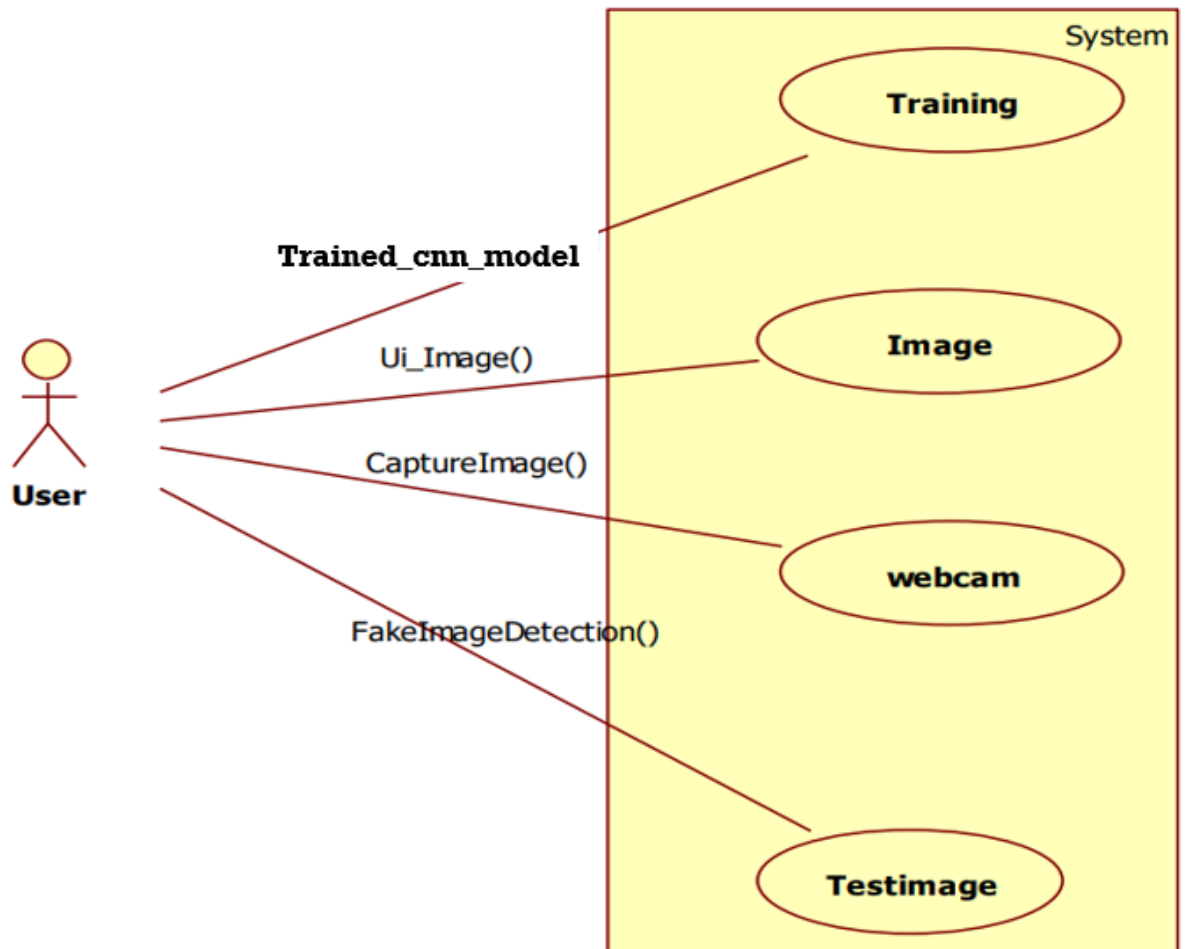 System
Training
Trained_cnn_model
Image
Ui_Image()
CaptureImage()
User
webcam
FakeImageDetection()
Testimage